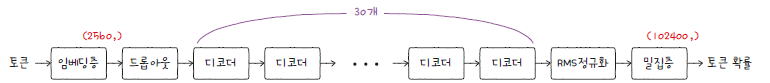 30개
(2560,)
(102400,)
토큰
임베딩층
드롭아웃
디코더
디코더
• • •
디코더
디코더
RMS정규화
밀집층
토큰 확률